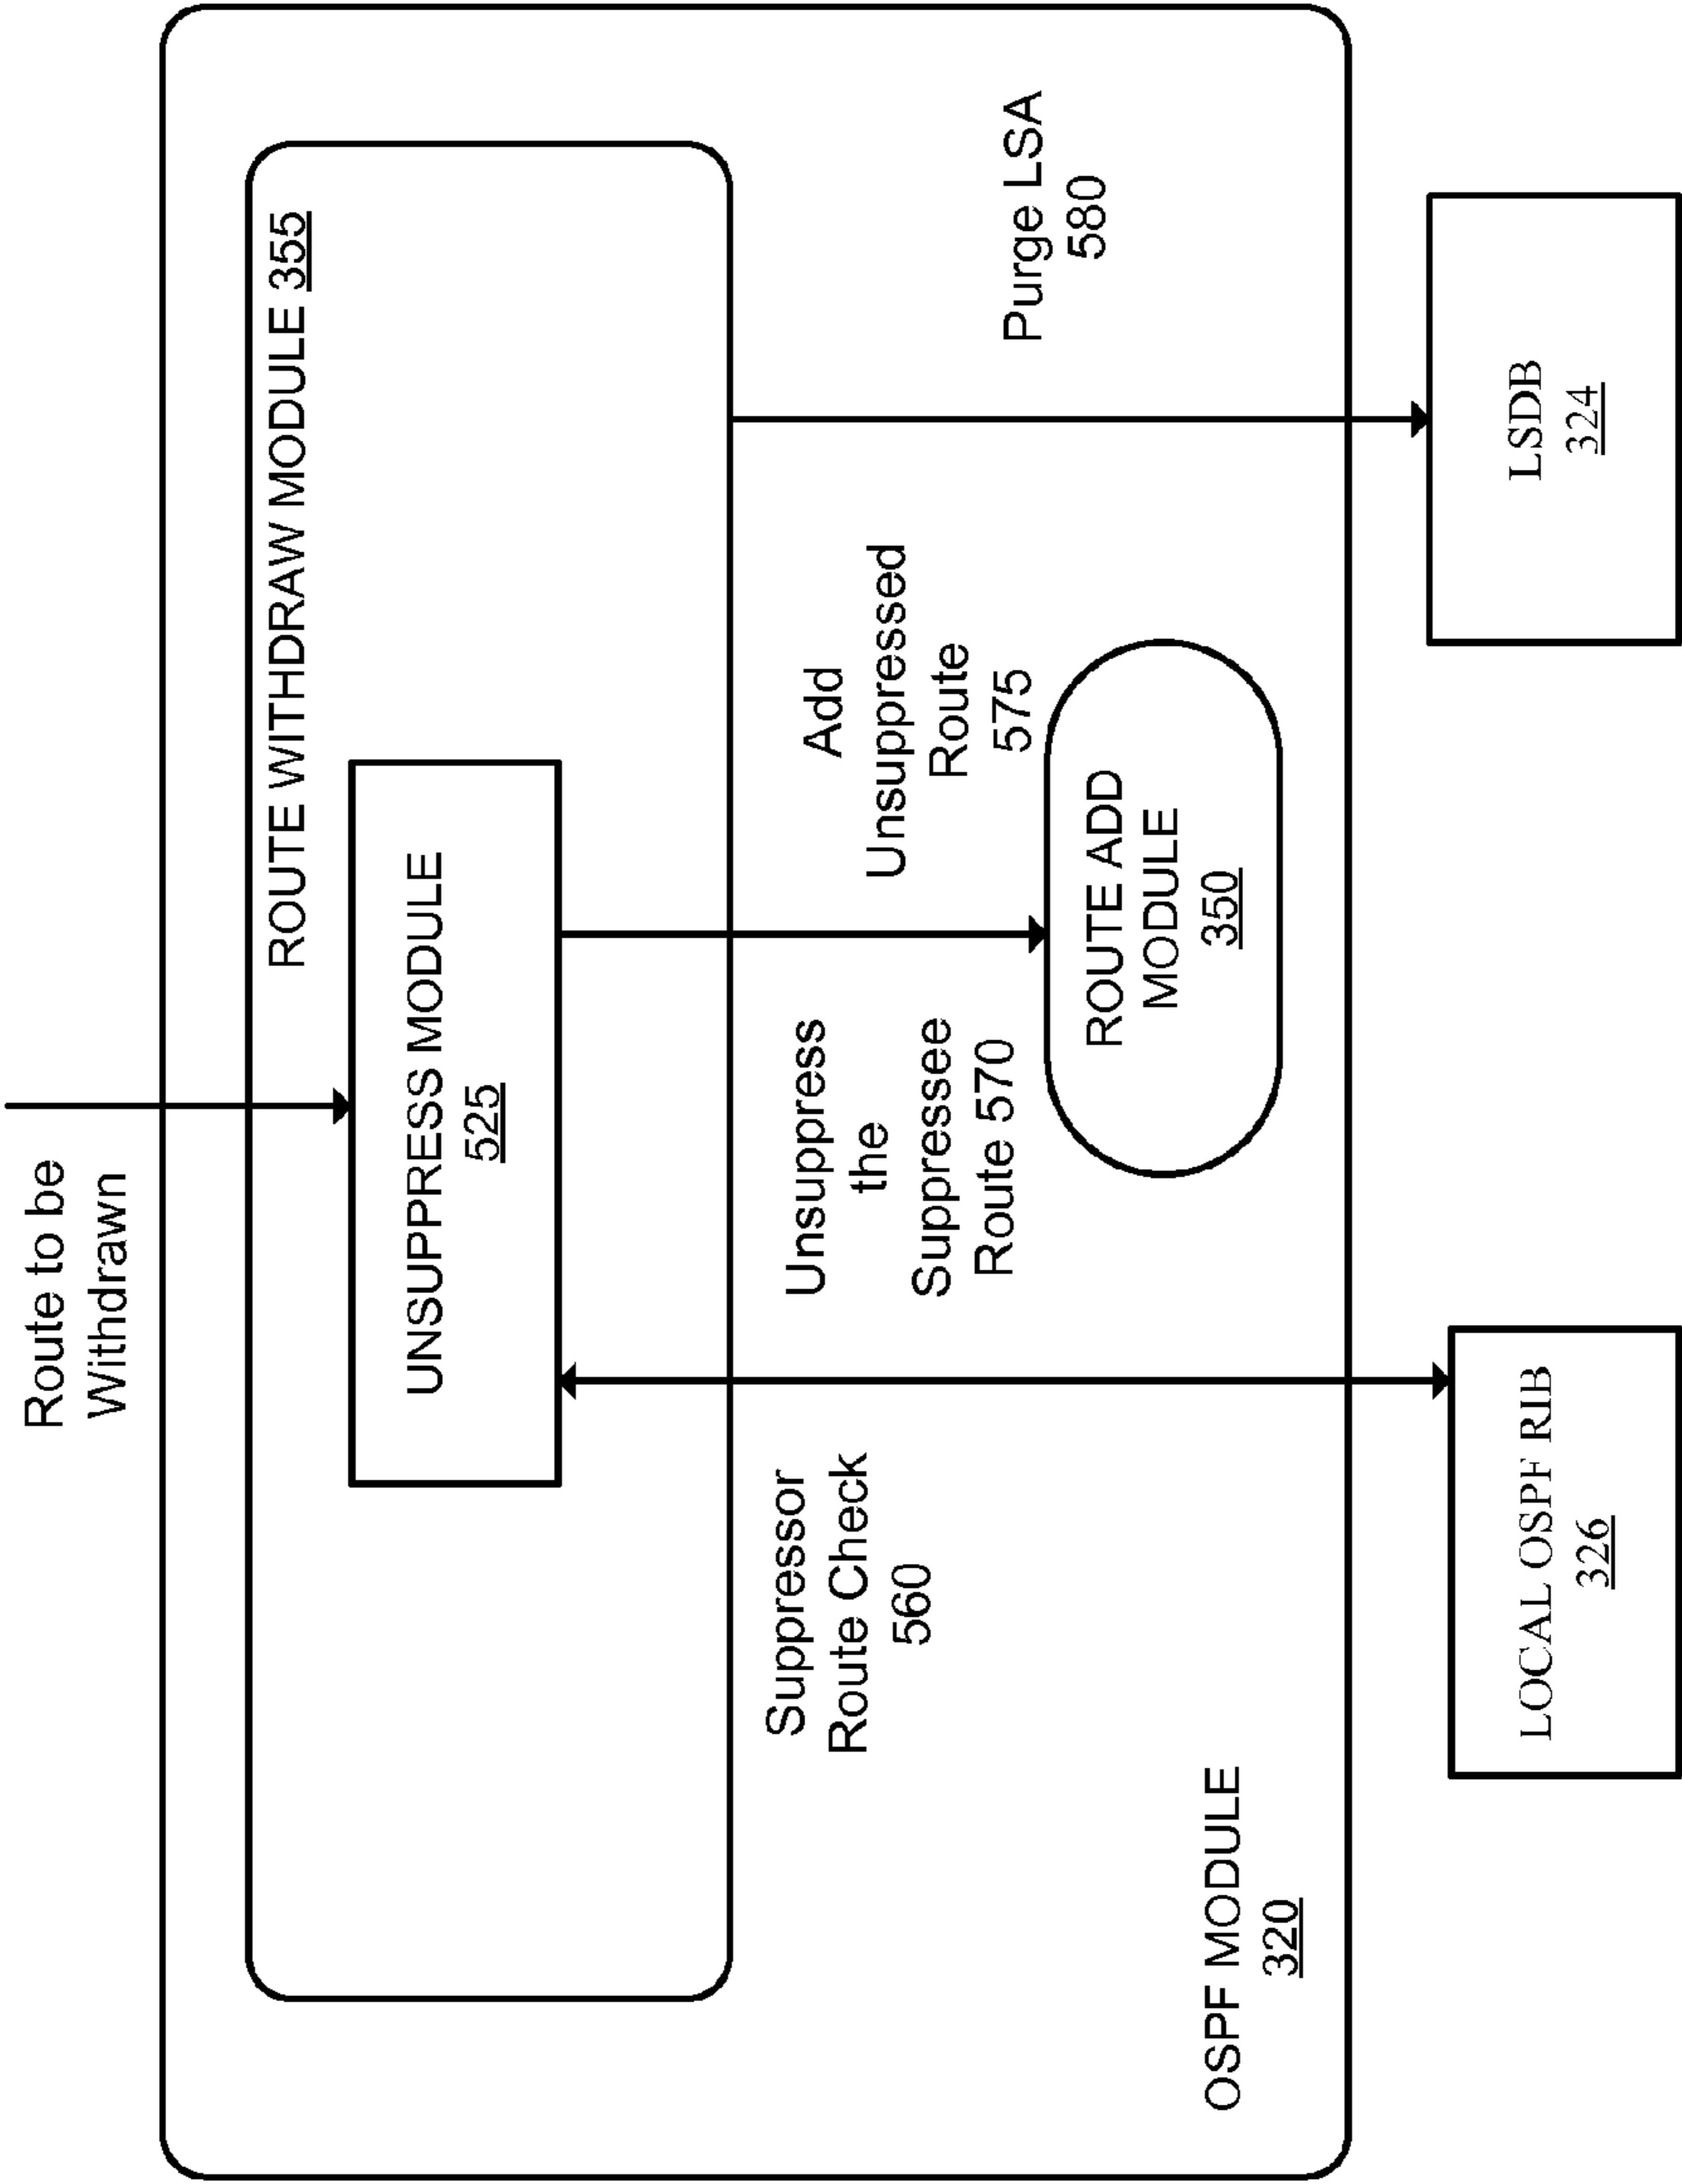 Route to be
Withdrawn
ROUTE WITHDRAW MODULE 355
UNSUPPRESS MODULE
525
Suppressor
Route Check
560
Unsuppress
the
Suppressee
Route 570
Add
Unsuppressed
Route
575
Purge LSA
580
ROUTE ADD
MODULE
350
OSPF MODULE
320
LOCAL OSPF RIB
326
LSDB
324